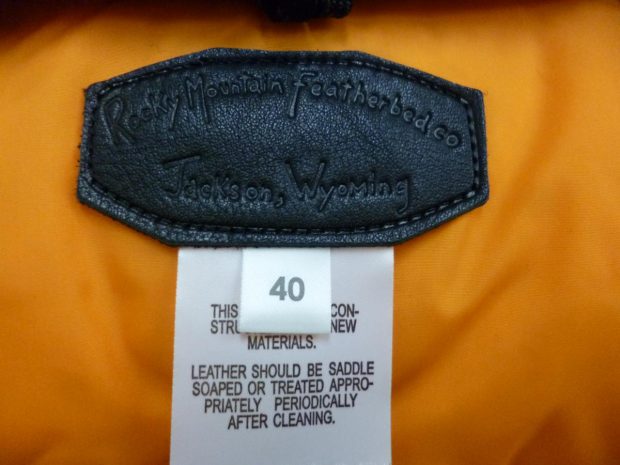 Rocky Mountain Featherbed co
Jackson, Wyoming
40
THIS CON-
STRU NEW
MATERIALS.
LEATHER SHOULD BE SADDLE
SOAPED OR TREATED APPRO-
PRIATELY PERIODICALLY
AFTER CLEANING.